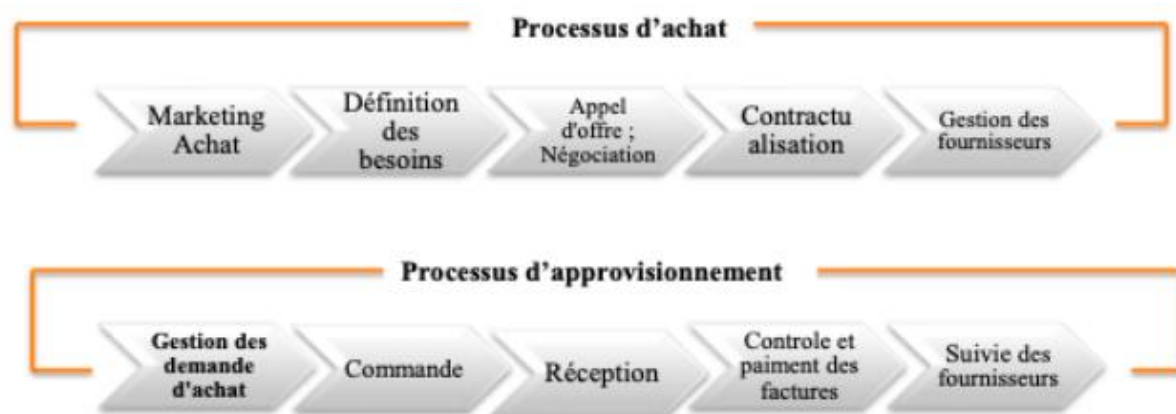 Processus d'achat
Marketing
Achat
Définition
des
besoins
Appel
d'offre ;
Négociation
Contractu
alisation
Gestion des
fournisseurs
Processus d'approvisionnement
Gestion des
demande
d'achat
Commande
Réception
Controle et
paiment des
factures
Suivie des
fournisseurs